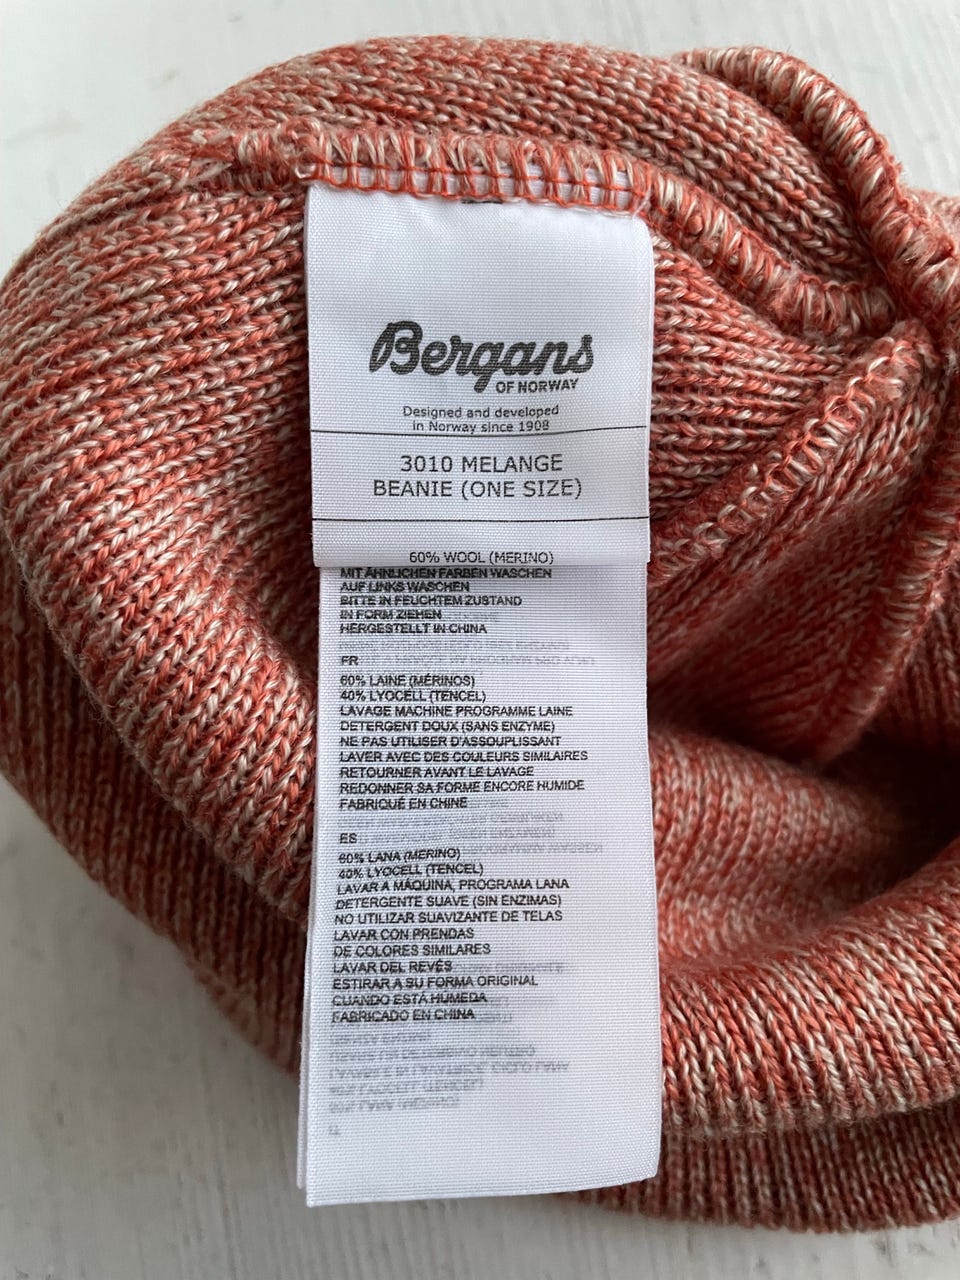 Bergans
OF NORWAY
Designed and developed
in Norway since 1908
3010 MELANGE
BEANIE (ONE SIZE)
60% WOOL (MERINO)
MIT ÄHNLICHEN FARBEN WASCHEN
AUF LINKS WASCHEN
BITTE IN FEUCHTEM ZUSTAND
IN FORM ZIEHEN
HERGESTELLT IN CHINA
FR
60% LAINE (MÉRINOS)
40% LYOCELL (TENCEL)
LAVAGE MACHINE PROGRAMME LAINE
DETERGENT DOUX (SANS ENZYME)
NE PAS UTILISER D'ASSOUPLISSANT
LAVER AVEC DES COULEURS SIMILAIRES
RETOURNER AVANT LE LAVAGE
REDONNER SA FORME ENCORE HUMIDE
FABRIQUÉ EN CHINE
ES
60% LANA (MERINO)
40% LYOCELL (TENCEL)
LAVAR A MÁQUINA, PROGRAMA LANA
DETERGENTE SUAVE (SIN ENZIMAS)
NO UTILIZAR SUAVIZANTE DE TELAS
LAVAR CON PRENDAS
DE COLORES SIMILARES
LAVAR DEL REVÉS
ESTIRAR A SU FORMA ORIGINAL
CUANDO ESTÁ HÚMEDA
FABRICADO EN CHINA